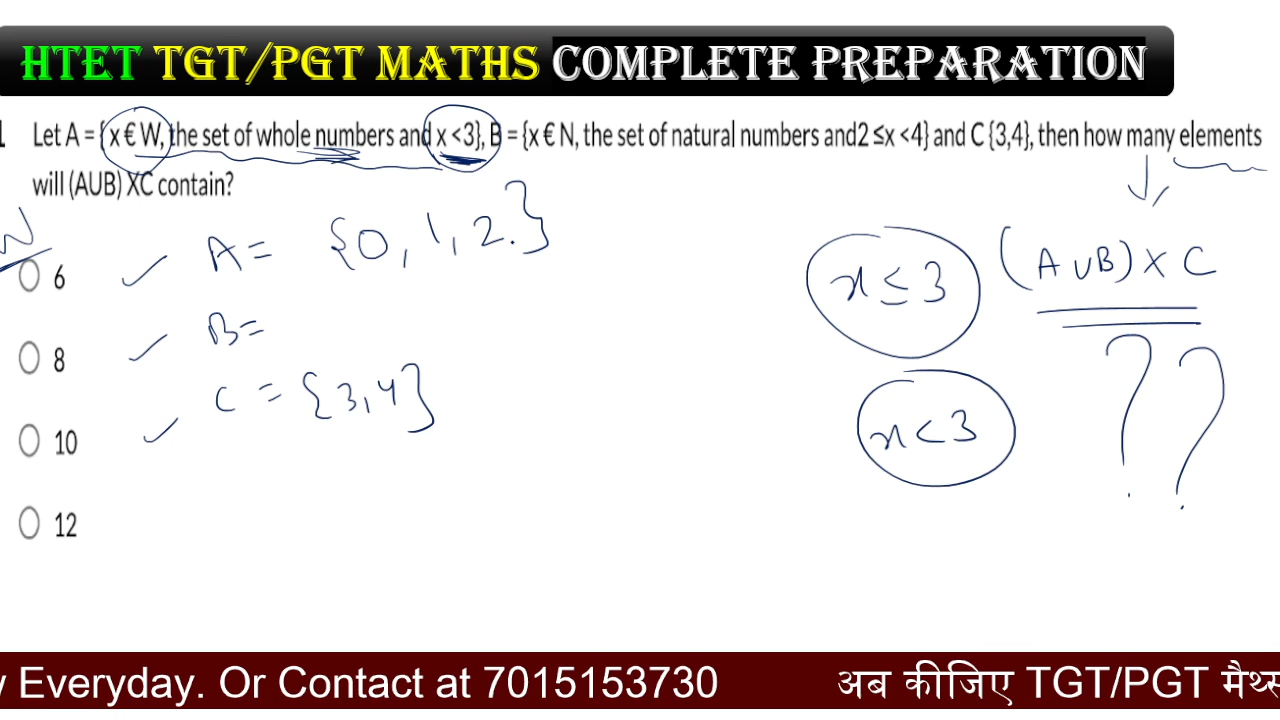 HTET TGT/PGT MATHS COMPLETE PREPARATION
1 Let A = { x € W, the set of whole numbers and x <3}, B = {x € N, the set of natural numbers and2 ≤x <4} and C {3,4}, then how many elements
will (AUB) XC contain?
W
6
A = {0, 1, 2.}
x ≤ 3
(A ∪ B) × C
8
B =
C = {3, 4}
x < 3
??
10
12
y Everyday. Or Contact at 7015153730 अब कीजिए TGT/PGT मैथ्स